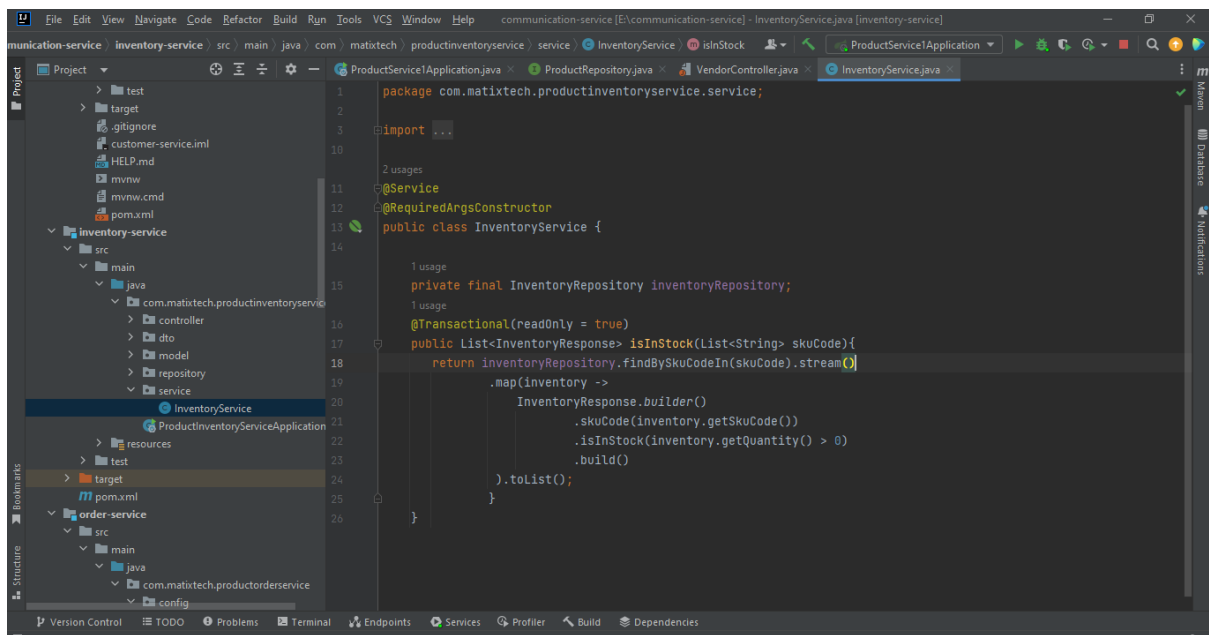 File Edit View Navigate Code Refactor Build Run Tools VCS Window Help communication-service [E:\communication-service] - InventoryService.java [inventory-service]
munication-service inventory-service src main java com matixtech productinventoryservice service InventoryService isInStock ProductService1Application
Project
ProductService1Application.java ProductRepository.java VendorController.java InventoryService.java
Project
test
target
.gitignore
customer-service.iml
HELP.md
mvnw
mvnw.cmd
pom.xml
inventory-service
src
main
java
com.matixtech.productinventoryservic
controller
dto
model
repository
service
InventoryService
ProductInventoryServiceApplication
resources
test
target
pom.xml
order-service
src
main
java
com.matixtech.productorderservice
config
1 package com.matixtech.productinventoryservice.service;
2
3 import ...
10
2 usages
11 @Service
12 @RequiredArgsConstructor
13 public class InventoryService {
14
1 usage
15 private final InventoryRepository inventoryRepository;
1 usage
16 @Transactional(readOnly = true)
17 public List<InventoryResponse> isInStock(List<String> skuCode){
18 return inventoryRepository.findBySkuCodeIn(skuCode).stream()
19 .map(inventory ->
20 InventoryResponse.builder()
21 .skuCode(inventory.getSkuCode())
22 .isInStock(inventory.getQuantity() > 0)
23 .build()
24 ).toList();
25 }
26 }
m
Maven
Database
Notifications
Bookmarks
Structure
Version Control TODO Problems Terminal Endpoints Services Profiler Build Dependencies